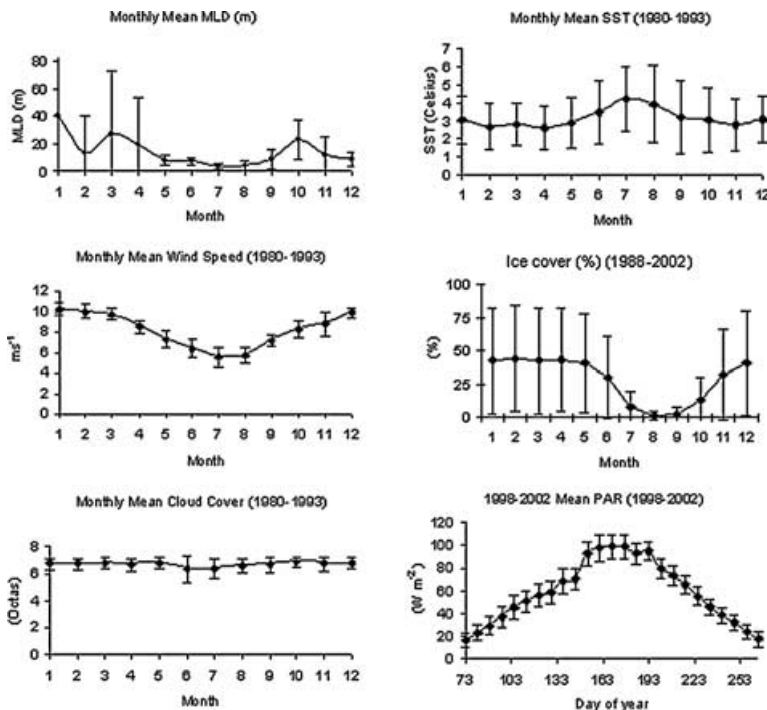 Monthly Mean MLD (m)
80
60
40
20
0
MLD (m)
1 2 3 4 5 6 7 8 9 10 11 12
Month
Monthly Mean SST (1980-1993)
7
6
5
4
3
2
1
0
SST (Celsius)
1 2 3 4 5 6 7 8 9 10 11 12
Month
Monthly Mean Wind Speed (1980-1993)
12
10
8
6
4
2
0
ms-1
1 2 3 4 5 6 7 8 9 10 11 12
Month
Ice cover (%) (1988-2002)
100
75
50
25
0
(%)
1 2 3 4 5 6 7 8 9 10 11 12
Month
Monthly Mean Cloud Cover (1980-1993)
8
6
4
2
0
(Octas)
1 2 3 4 5 6 7 8 9 10 11 12
Month
1998-2002 Mean PAR (1998-2002)
120
100
80
60
40
20
0
(W m-2)
73 103 133 163 193 223 253
Day of year